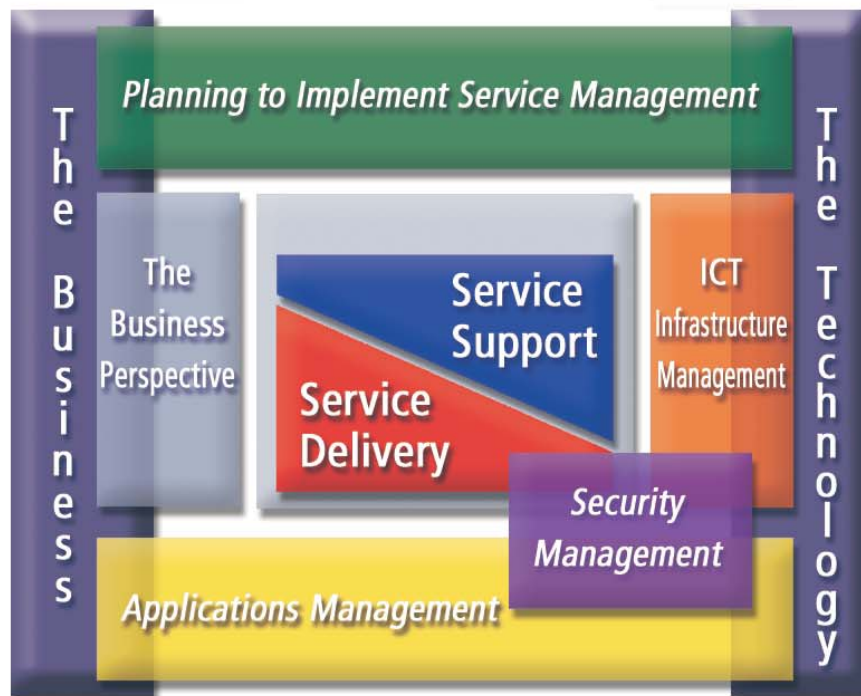 The Business
Planning to Implement Service Management
The Technology
The
Business
Perspective
Service
Support
Service
Delivery
ICT
Infrastructure
Management
Security
Management
Applications Management